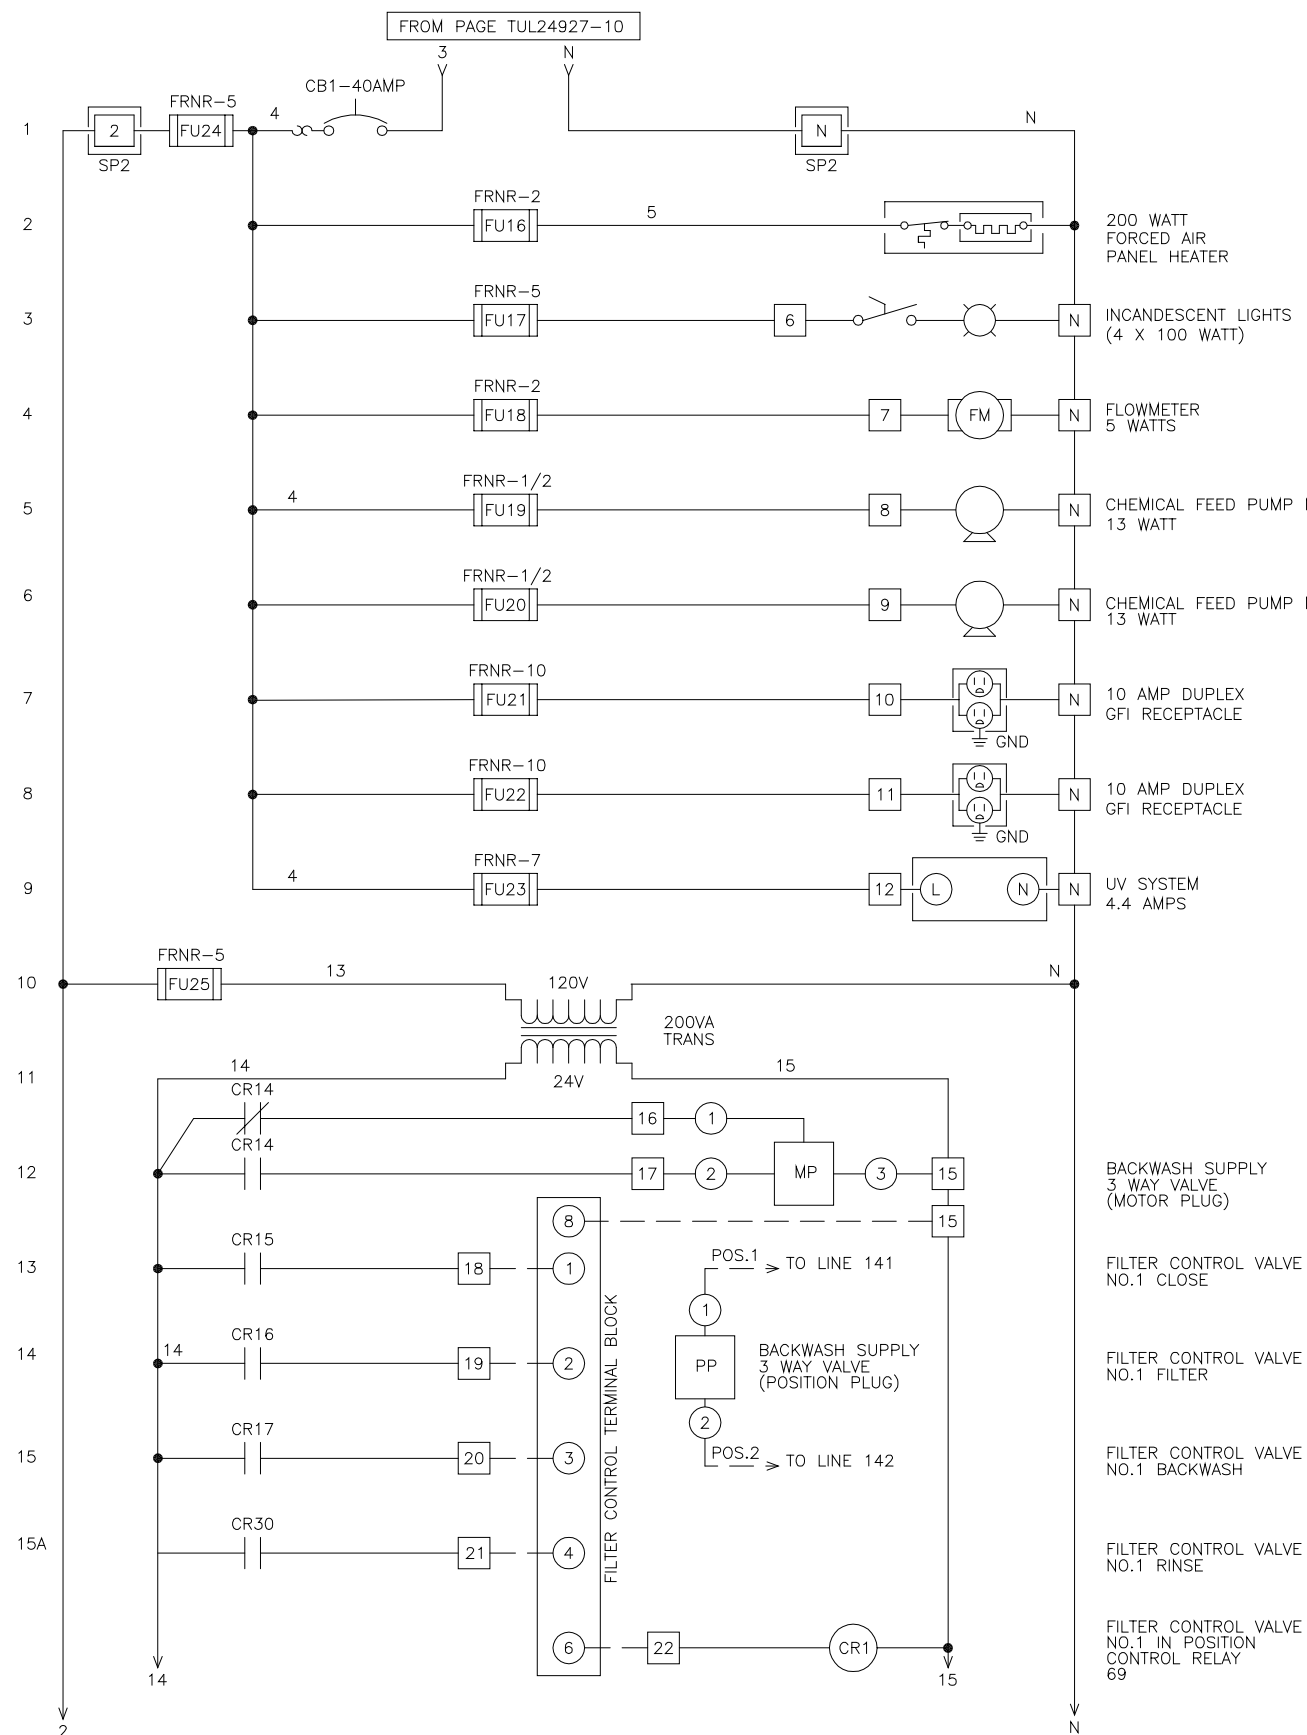 FROM PAGE TUL24927-10
3 N
CB1-40AMP
FRNR-5
1 2 FU24 4 N N
SP2 SP2
FRNR-2
2 FU16 5
200 WATT
FORCED AIR
PANEL HEATER
FRNR-5
3 FU17 6 N
INCANDESCENT LIGHTS
(4 X 100 WATT)
FRNR-2
4 FU18 7 FM N
FLOWMETER
5 WATTS
FRNR-1/2
5 4 FU19 8 N
CHEMICAL FEED PUMP
13 WATT
FRNR-1/2
6 FU20 9 N
CHEMICAL FEED PUMP
13 WATT
FRNR-10
7 FU21 10 N
10 AMP DUPLEX
GFI RECEPTACLE
GND
FRNR-10
8 FU22 11 N
10 AMP DUPLEX
GFI RECEPTACLE
GND
FRNR-7
9 4 FU23 12 L N N
UV SYSTEM
4.4 AMPS
FRNR-5
10 FU25 13 120V N
200VA
TRANS
11 14 24V 15
CR14
16 1
CR14
12 17 2 MP 3 15
BACKWASH SUPPLY
3 WAY VALVE
(MOTOR PLUG)
8 15
CR15
13 18 1
POS.1 TO LINE 141
FILTER CONTROL VALVE
NO.1 CLOSE
1
CR16
14 14 19 2
PP
BACKWASH SUPPLY
3 WAY VALVE
(POSITION PLUG)
FILTER CONTROL VALVE
NO.1 FILTER
2
CR17
15 20 3
POS.2 TO LINE 142
FILTER CONTROL VALVE
NO.1 BACKWASH
CR30
15A 21 4
FILTER CONTROL TERMINAL BLOCK
FILTER CONTROL VALVE
NO.1 RINSE
6 22 CR1
FILTER CONTROL VALVE
NO.1 IN POSITION
CONTROL RELAY
69
14 15
2 N